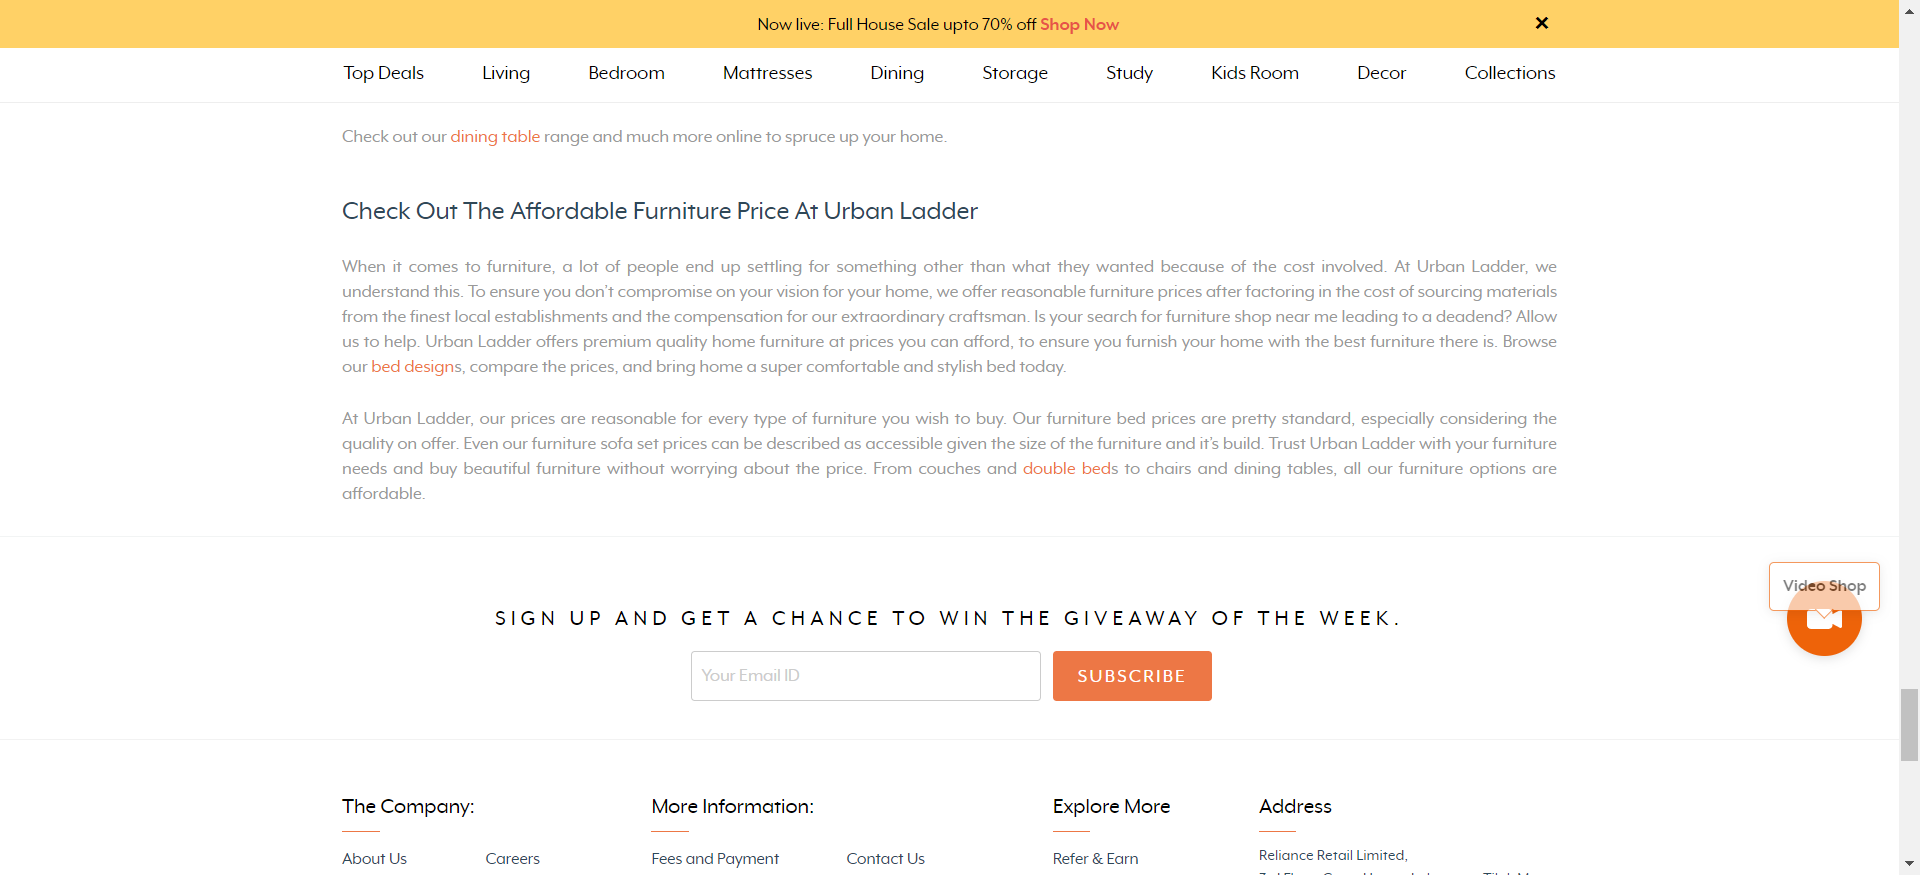 Now live: Full House Sale upto 70% off Shop Now ✕
Top Deals Living Bedroom Mattresses Dining Storage Study Kids Room Decor Collections
Check out our dining table range and much more online to spruce up your home.
Check Out The Affordable Furniture Price At Urban Ladder
When it comes to furniture, a lot of people end up settling for something other than what they wanted because of the cost involved. At Urban Ladder, we
understand this. To ensure you don't compromise on your vision for your home, we offer reasonable furniture prices after factoring in the cost of sourcing materials
from the finest local establishments and the compensation for our extraordinary craftsman. Is your search for furniture shop near me leading to a deadend? Allow
us to help. Urban Ladder offers premium quality home furniture at prices you can afford, to ensure you furnish your home with the best furniture there is. Browse
our bed designs, compare the prices, and bring home a super comfortable and stylish bed today.
At Urban Ladder, our prices are reasonable for every type of furniture you wish to buy. Our furniture bed prices are pretty standard, especially considering the
quality on offer. Even our furniture sofa set prices can be described as accessible given the size of the furniture and it's build. Trust Urban Ladder with your furniture
needs and buy beautiful furniture without worrying about the price. From couches and double beds to chairs and dining tables, all our furniture options are
affordable.
Video Shop
SIGN UP AND GET A CHANCE TO WIN THE GIVEAWAY OF THE WEEK.
Your Email ID SUBSCRIBE
The Company: More Information: Explore More Address
About Us Careers Fees and Payment Contact Us Refer & Earn Reliance Retail Limited,